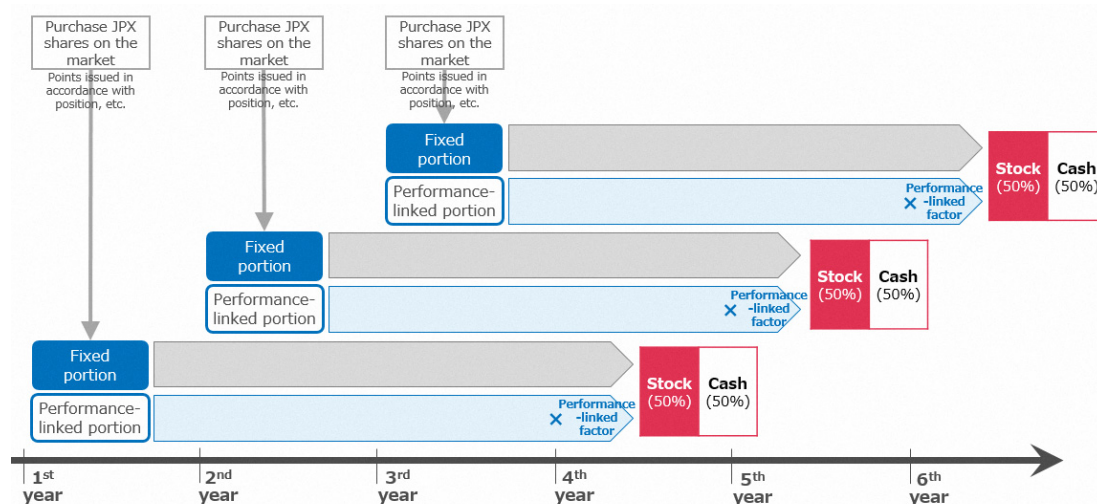 Purchase JPX
shares on the
market
Points issued in
accordance with
position, etc.
Purchase JPX
shares on the
market
Points issued in
accordance with
position, etc.
Purchase JPX
shares on the
market
Points issued in
accordance with
position, etc.
Fixed
portion
Performance-
linked portion
Performance
-linked
factor
×
Stock
(50%)
Cash
(50%)
Fixed
portion
Performance-
linked portion
Performance
-linked
factor
×
Stock
(50%)
Cash
(50%)
Fixed
portion
Performance-
linked portion
Performance
-linked
factor
×
Stock
(50%)
Cash
(50%)
1st
year
2nd
year
3rd
year
4th
year
5th
year
6th
year